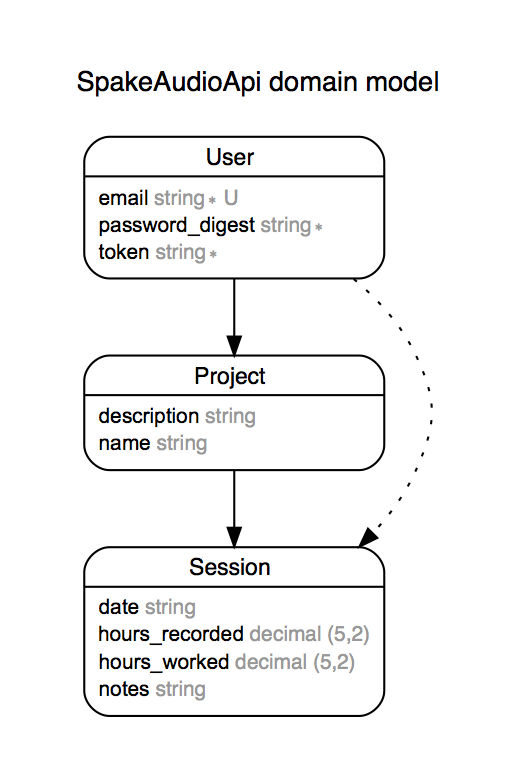 SpakeAudioApi domain model
User
email string * U
password_digest string *
token string *
Project
description string
name string
Session
date string
hours_recorded decimal (5,2)
hours_worked decimal (5,2)
notes string